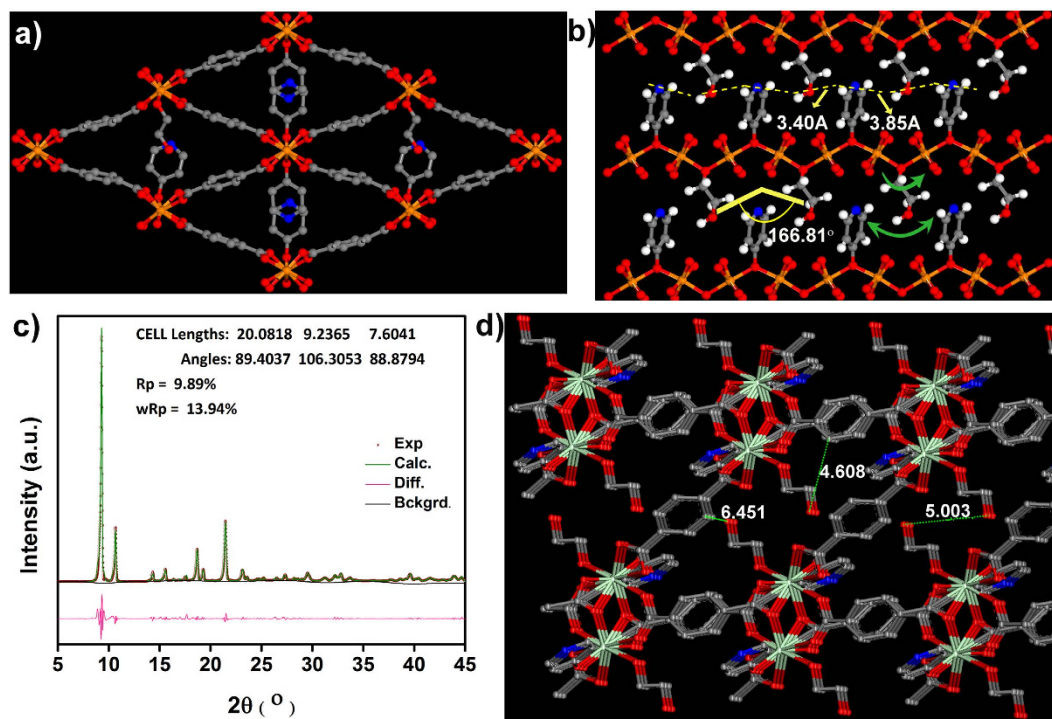 a)
b)
3.40A
3.85A
166.81°
c)
CELL Lengths: 20.0818 9.2365 7.6041
Angles: 89.4037 106.3053 88.8794
Rp = 9.89%
wRp = 13.94%
Exp
Calc.
Diff.
Bckgrd.
Intensity (a.u.)
5 10 15 20 25 30 35 40 45
2θ ( O )
d)
4.608
6.451
5.003